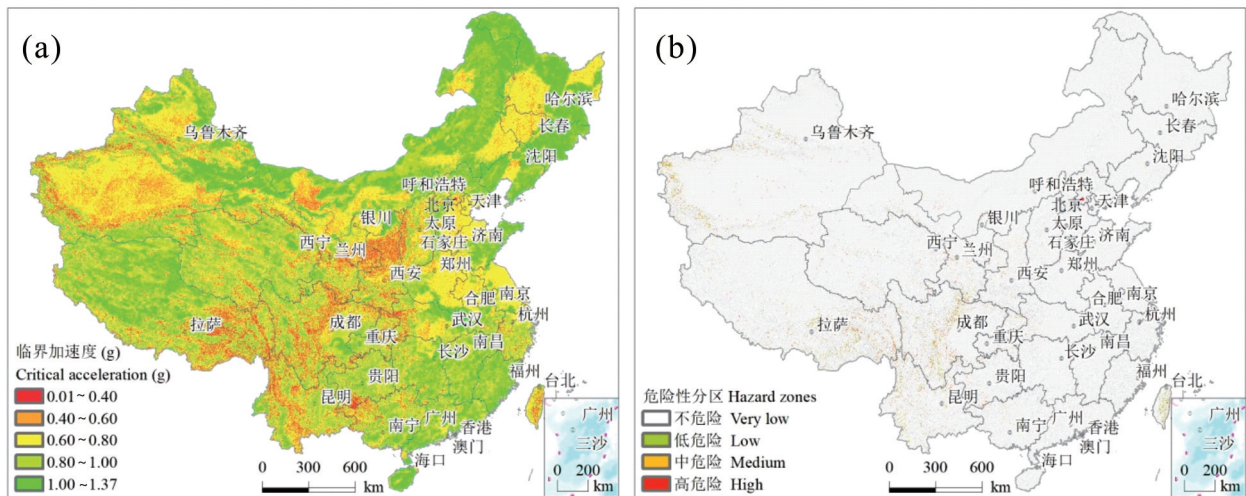 (a)
哈尔滨
长春
乌鲁木齐
沈阳
呼和浩特
北京
天津
银川
太原
石家庄
济南
西宁
兰州
西安
郑州
合肥
南京
拉萨
成都
武汉
杭州
重庆
南昌
长沙
贵阳
福州
台北
昆明
广州
南宁
香港
澳门
海口
临界加速度 (g)
Critical acceleration (g)
0.01 ~ 0.40
0.40 ~ 0.60
0.60 ~ 0.80
0.80 ~ 1.00
1.00 ~ 1.37
0 300 600
km
广州
三沙
0 200
km
(b)
哈尔滨
长春
乌鲁木齐
沈阳
呼和浩特
北京
天津
银川
太原
石家庄
济南
西宁
兰州
西安
郑州
合肥
南京
拉萨
成都
武汉
杭州
重庆
南昌
长沙
贵阳
福州
台北
昆明
广州
南宁
香港
澳门
海口
危险性分区 Hazard zones
不危险 Very low
低危险 Low
中危险 Medium
高危险 High
0 300 600
km
广州
三沙
0 200
km